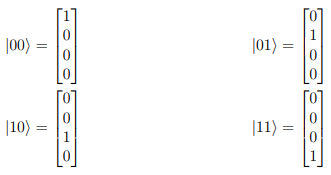 |00⟩ = [1 0 0 0]    |01⟩ = [0 1 0 0]
|10⟩ = [0 0 1 0]    |11⟩ = [0 0 0 1]